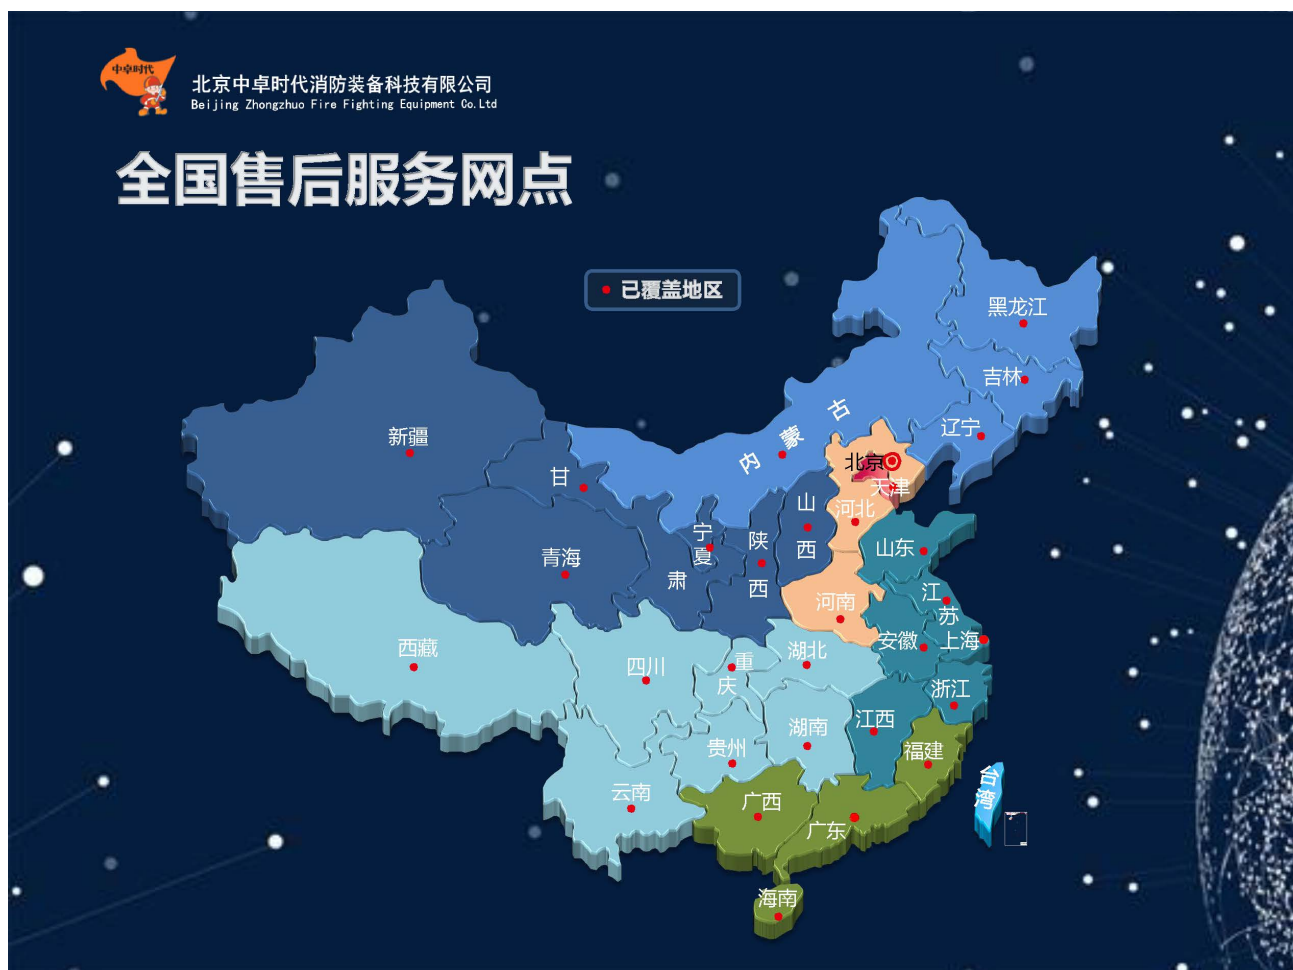 中卓时代
北京中卓时代消防装备科技有限公司
Beijing Zhongzhuo Fire Fighting Equipment Co.Ltd
全国售后服务网点
已覆盖地区
黑龙江
吉林
辽宁
内蒙古
新疆
甘肃
北京
天津
河北
山西
宁夏
陕西
青海
山东
河南
江苏
安徽
上海
西藏
四川
重庆
湖北
浙江
湖南
江西
贵州
福建
云南
广西
广东
台湾
海南